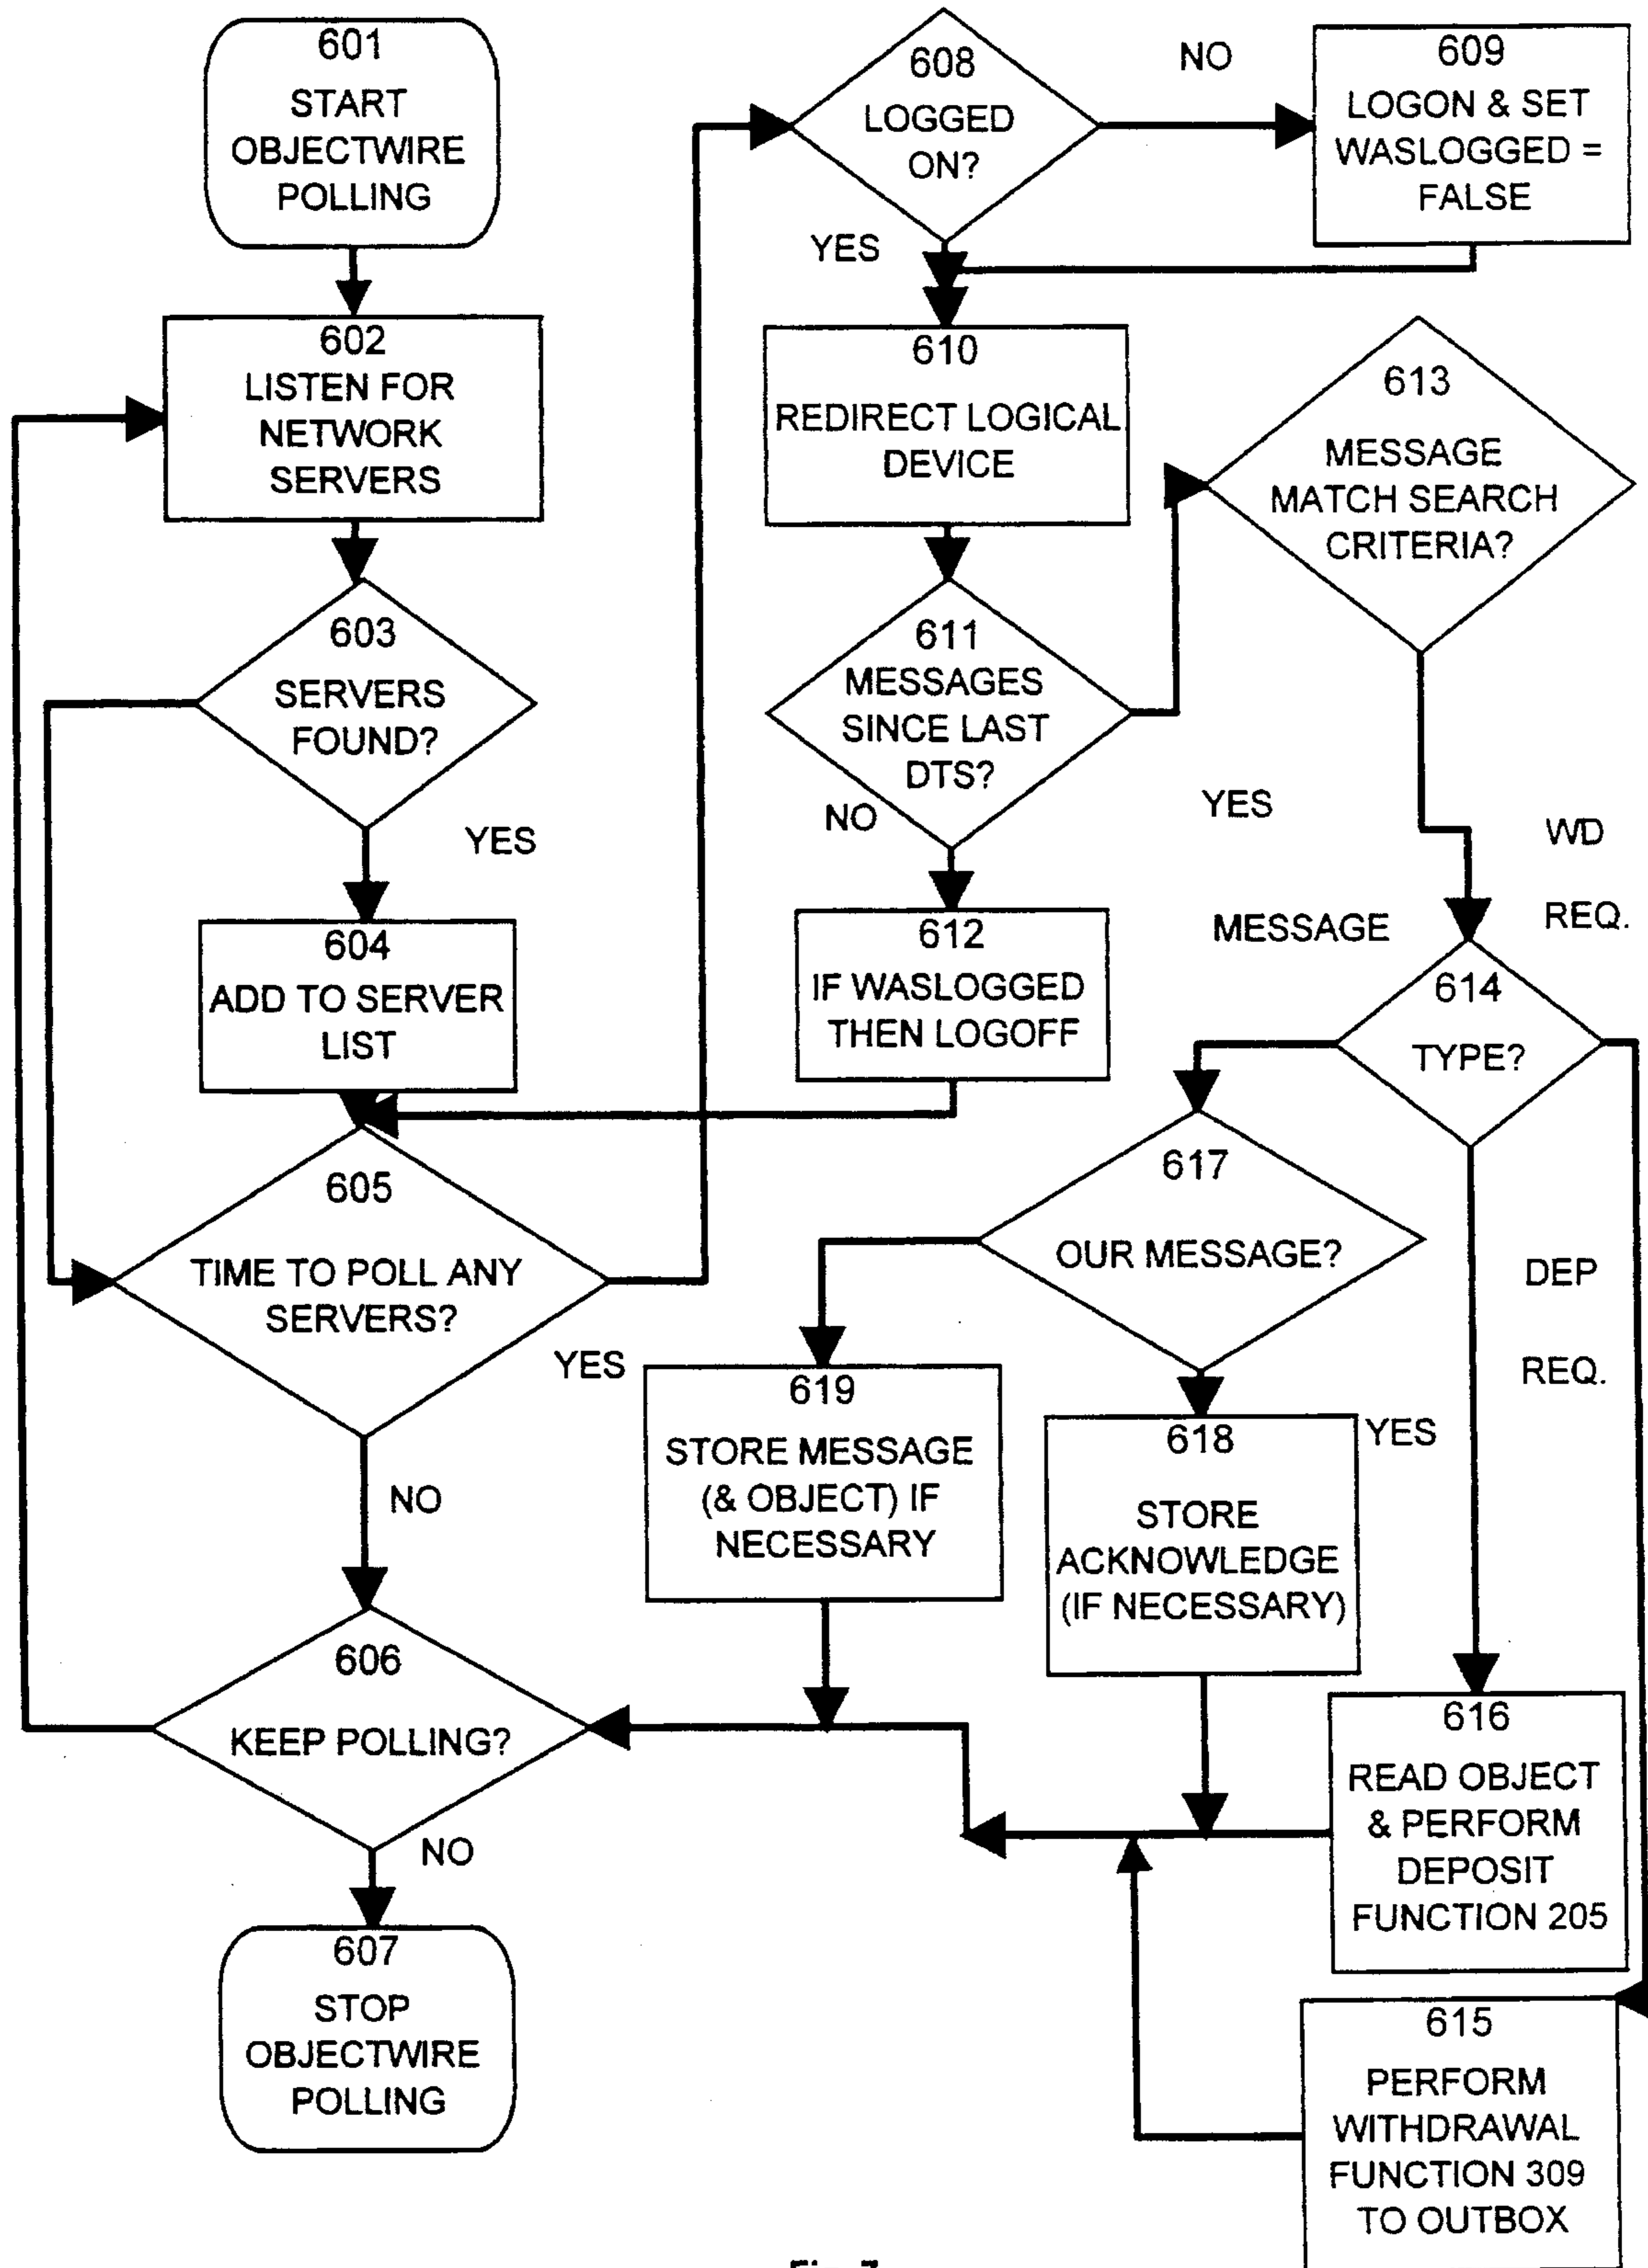 601
START
OBJECTWIRE
POLLING
602
LISTEN FOR
NETWORK
SERVERS
603
SERVERS
FOUND?
YES
604
ADD TO SERVER
LIST
605
TIME TO POLL ANY
SERVERS?
YES
NO
606
KEEP POLLING?
NO
607
STOP
OBJECTWIRE
POLLING
608
LOGGED
ON?
NO
YES
609
LOGON & SET
WASLOGGED =
FALSE
610
REDIRECT LOGICAL
DEVICE
611
MESSAGES
SINCE LAST
DTS?
NO
YES
612
IF WASLOGGED
THEN LOGOFF
613
MESSAGE
MATCH SEARCH
CRITERIA?
WD
REQ.
MESSAGE
614
TYPE?
617
OUR MESSAGE?
DEP
REQ.
619
STORE MESSAGE
(& OBJECT) IF
NECESSARY
618
YES
STORE
ACKNOWLEDGE
(IF NECESSARY)
616
READ OBJECT
& PERFORM
DEPOSIT
FUNCTION 205
615
PERFORM
WITHDRAWAL
FUNCTION 309
TO OUTBOX